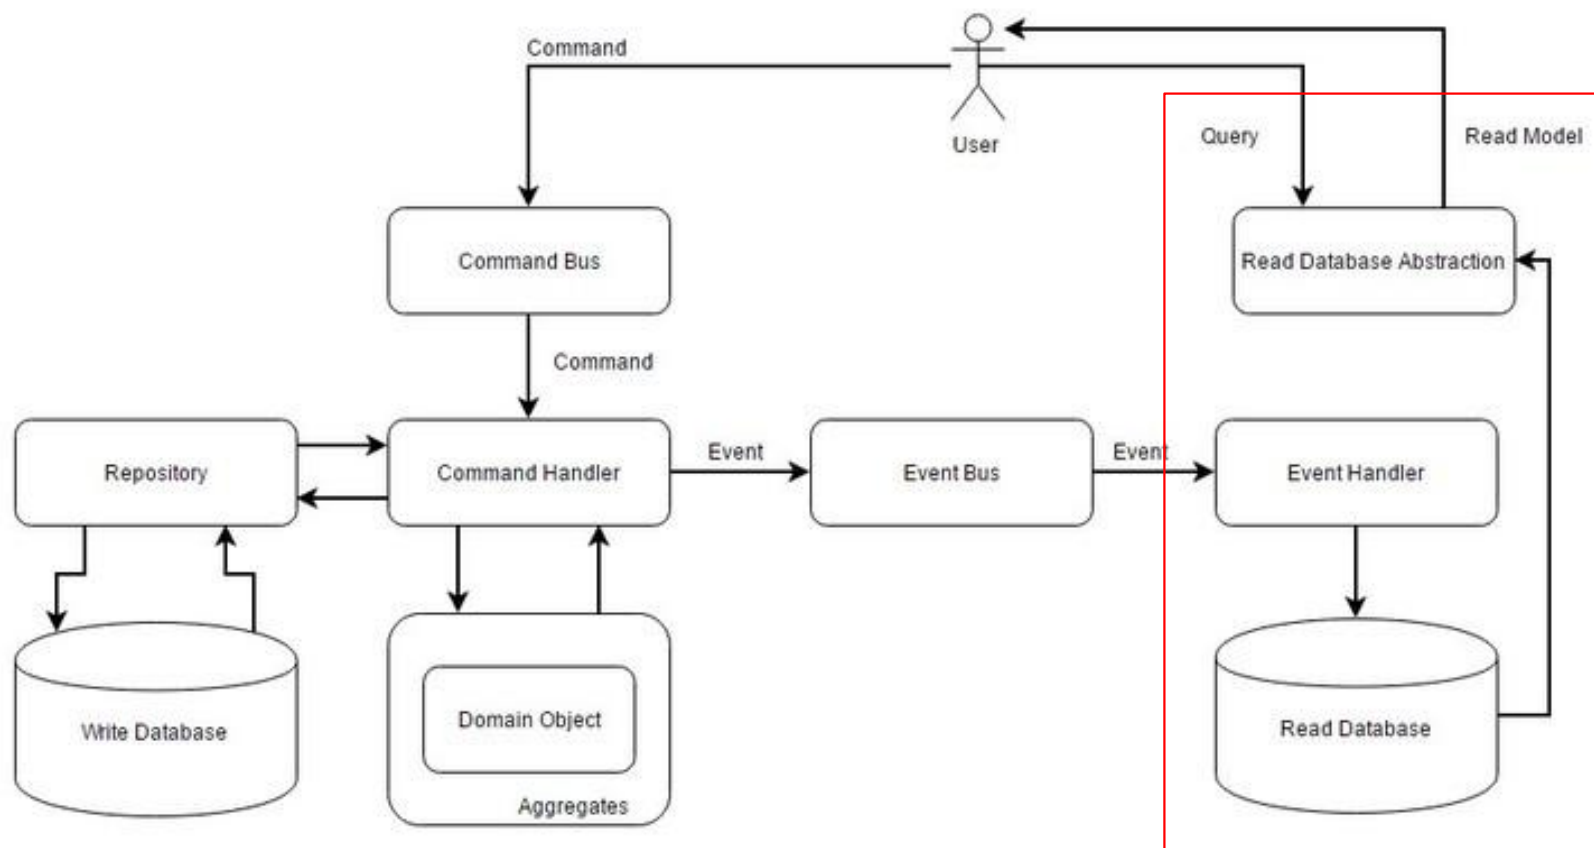 Command
User
Query
Read Model
Command Bus
Read Database Abstraction
Command
Repository
Command Handler
Event
Event Bus
Event
Event Handler
Write Database
Domain Object
Aggregates
Read Database